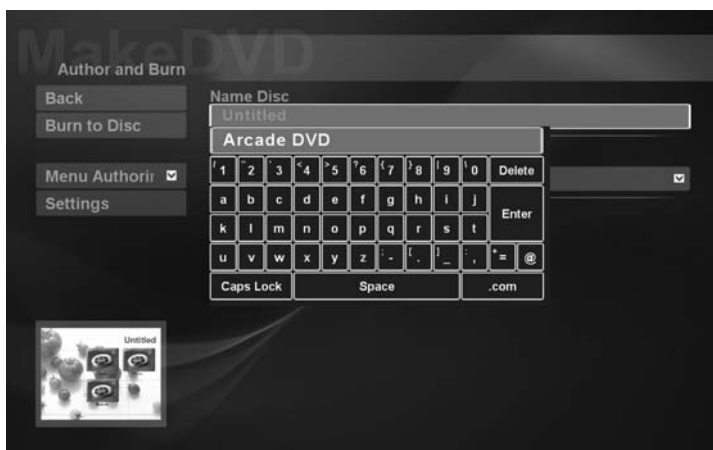 MakeDVD
Author and Burn
Back
Burn to Disc
Menu Authorir
Settings
Name Disc
Untitled
Arcade DVD
/ 1 " 2 ' 3 < 4 > 5 ? 6 { 7 } 8 | 9 \ 0 Delete
a b c d e f g h i j
Enter
k l m n o p q r s t
u v w x y z ; - [ . ] _ : , * = @
Caps Lock Space .com
Untitled